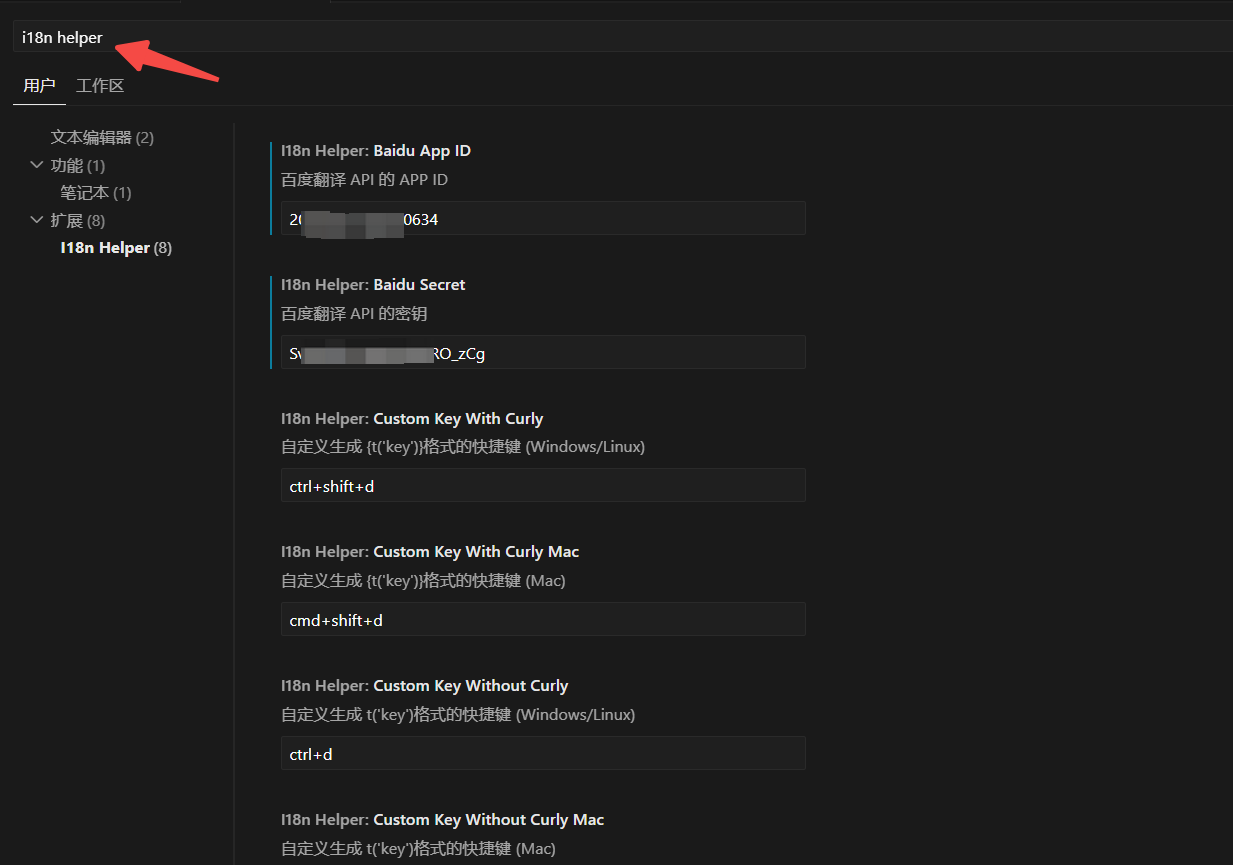 i18n helper
用户 工作区
文本编辑器 (2)
功能 (1)
笔记本 (1)
扩展 (8)
I18n Helper (8)
I18n Helper: Baidu App ID
百度翻译 API 的 APP ID
20 0634
I18n Helper: Baidu Secret
百度翻译 API 的密钥
Sv RO_zCg
I18n Helper: Custom Key With Curly
自定义生成 {t('key')}格式的快捷键 (Windows/Linux)
ctrl+shift+d
I18n Helper: Custom Key With Curly Mac
自定义生成 {t('key')}格式的快捷键 (Mac)
cmd+shift+d
I18n Helper: Custom Key Without Curly
自定义生成 t('key')格式的快捷键 (Windows/Linux)
ctrl+d
I18n Helper: Custom Key Without Curly Mac
自定义生成 t('key')格式的快捷键 (Mac)